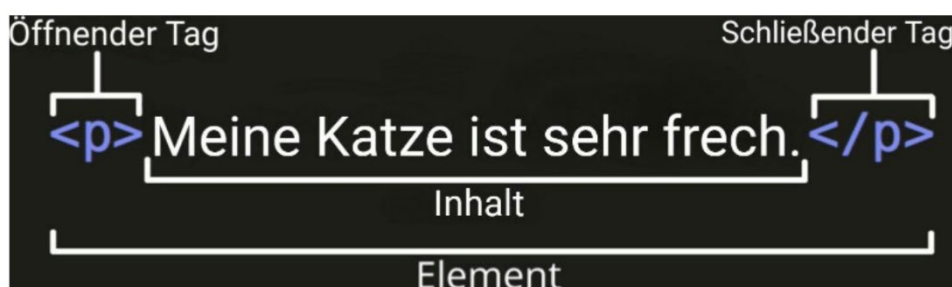 Öffnender Tag Schließender Tag
<p>Meine Katze ist sehr frech.</p>
Inhalt
Element